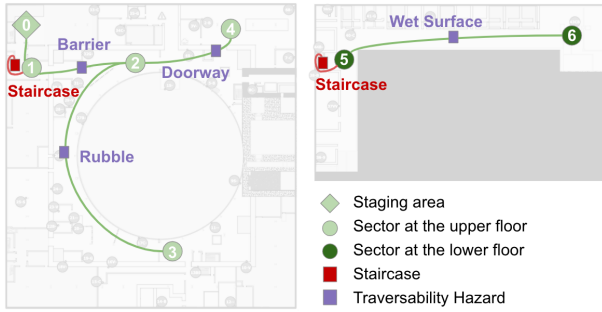 0
4
Barrier
1
2
Staircase
Doorway
Rubble
3
Wet Surface
5
6
Staircase
Staging area
Sector at the upper floor
Sector at the lower floor
Staircase
Traversability Hazard